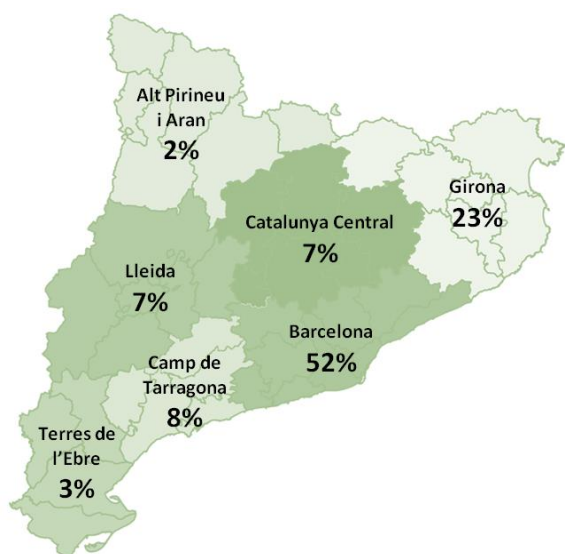 Alt Pirineu
i Aran
2%
Girona
23%
Catalunya Central
7%
Lleida
7%
Barcelona
52%
Camp de
Tarragona
8%
Terres de
l'Ebre
3%